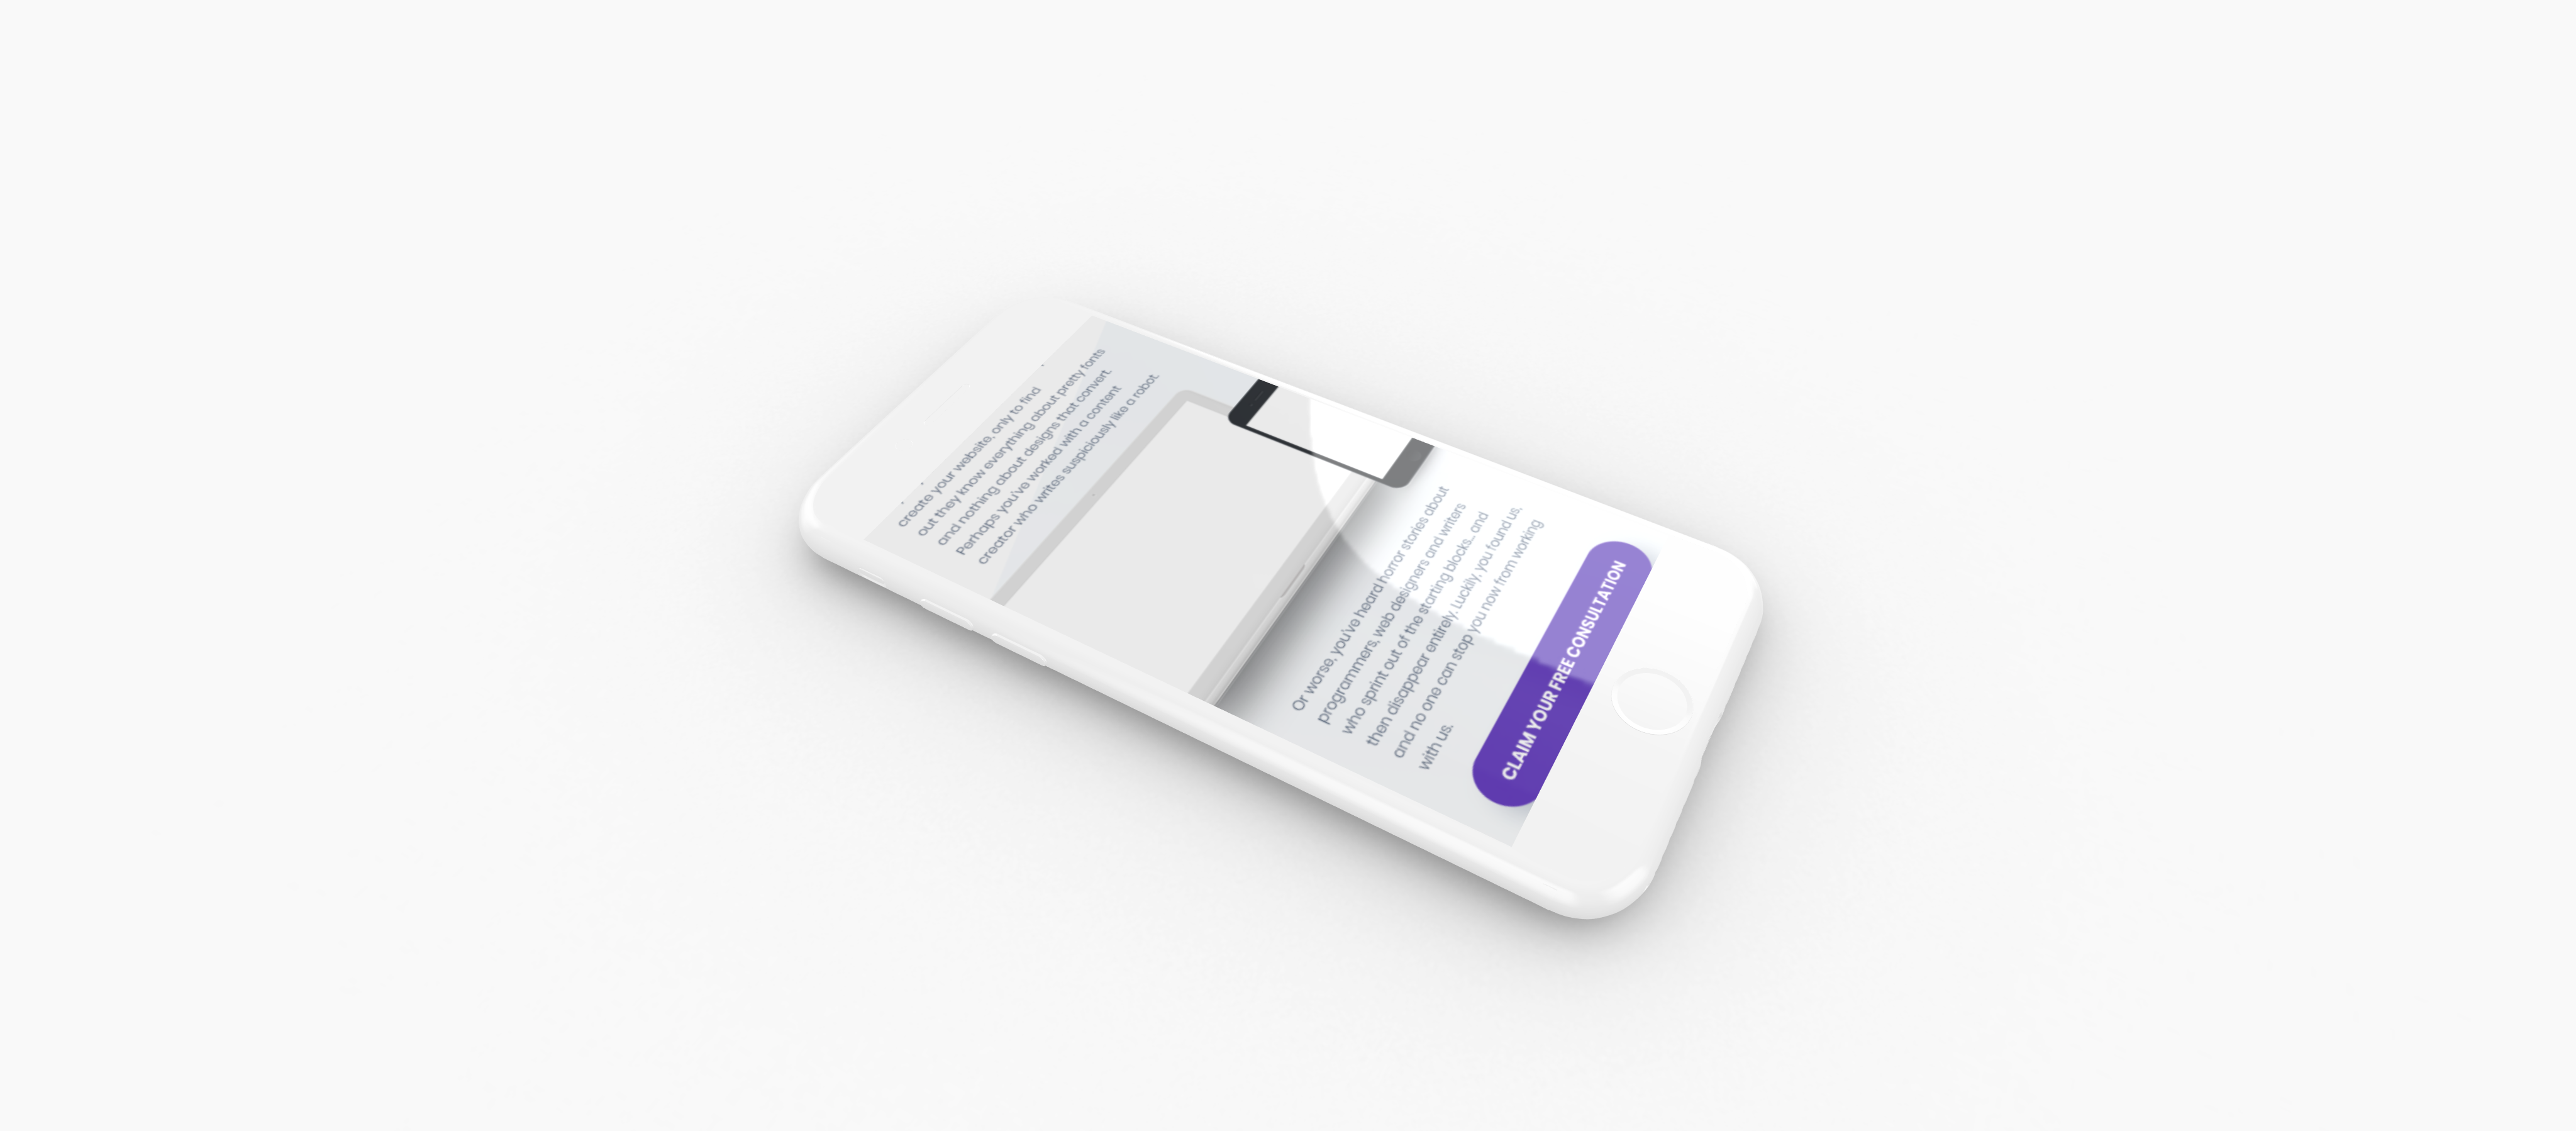 create your website, only to find
out they know everything about pretty fonts
and nothing about designs that convert.
Perhaps you've worked with a content
creator who writes suspiciously like a robot.
Or worse, you've heard horror stories about
programmers, web designers and writers
who sprint out of the starting blocks... and
then disappear entirely. Luckily, you found us,
and no one can stop you now from working
with us.
CLAIM YOUR FREE CONSULTATION